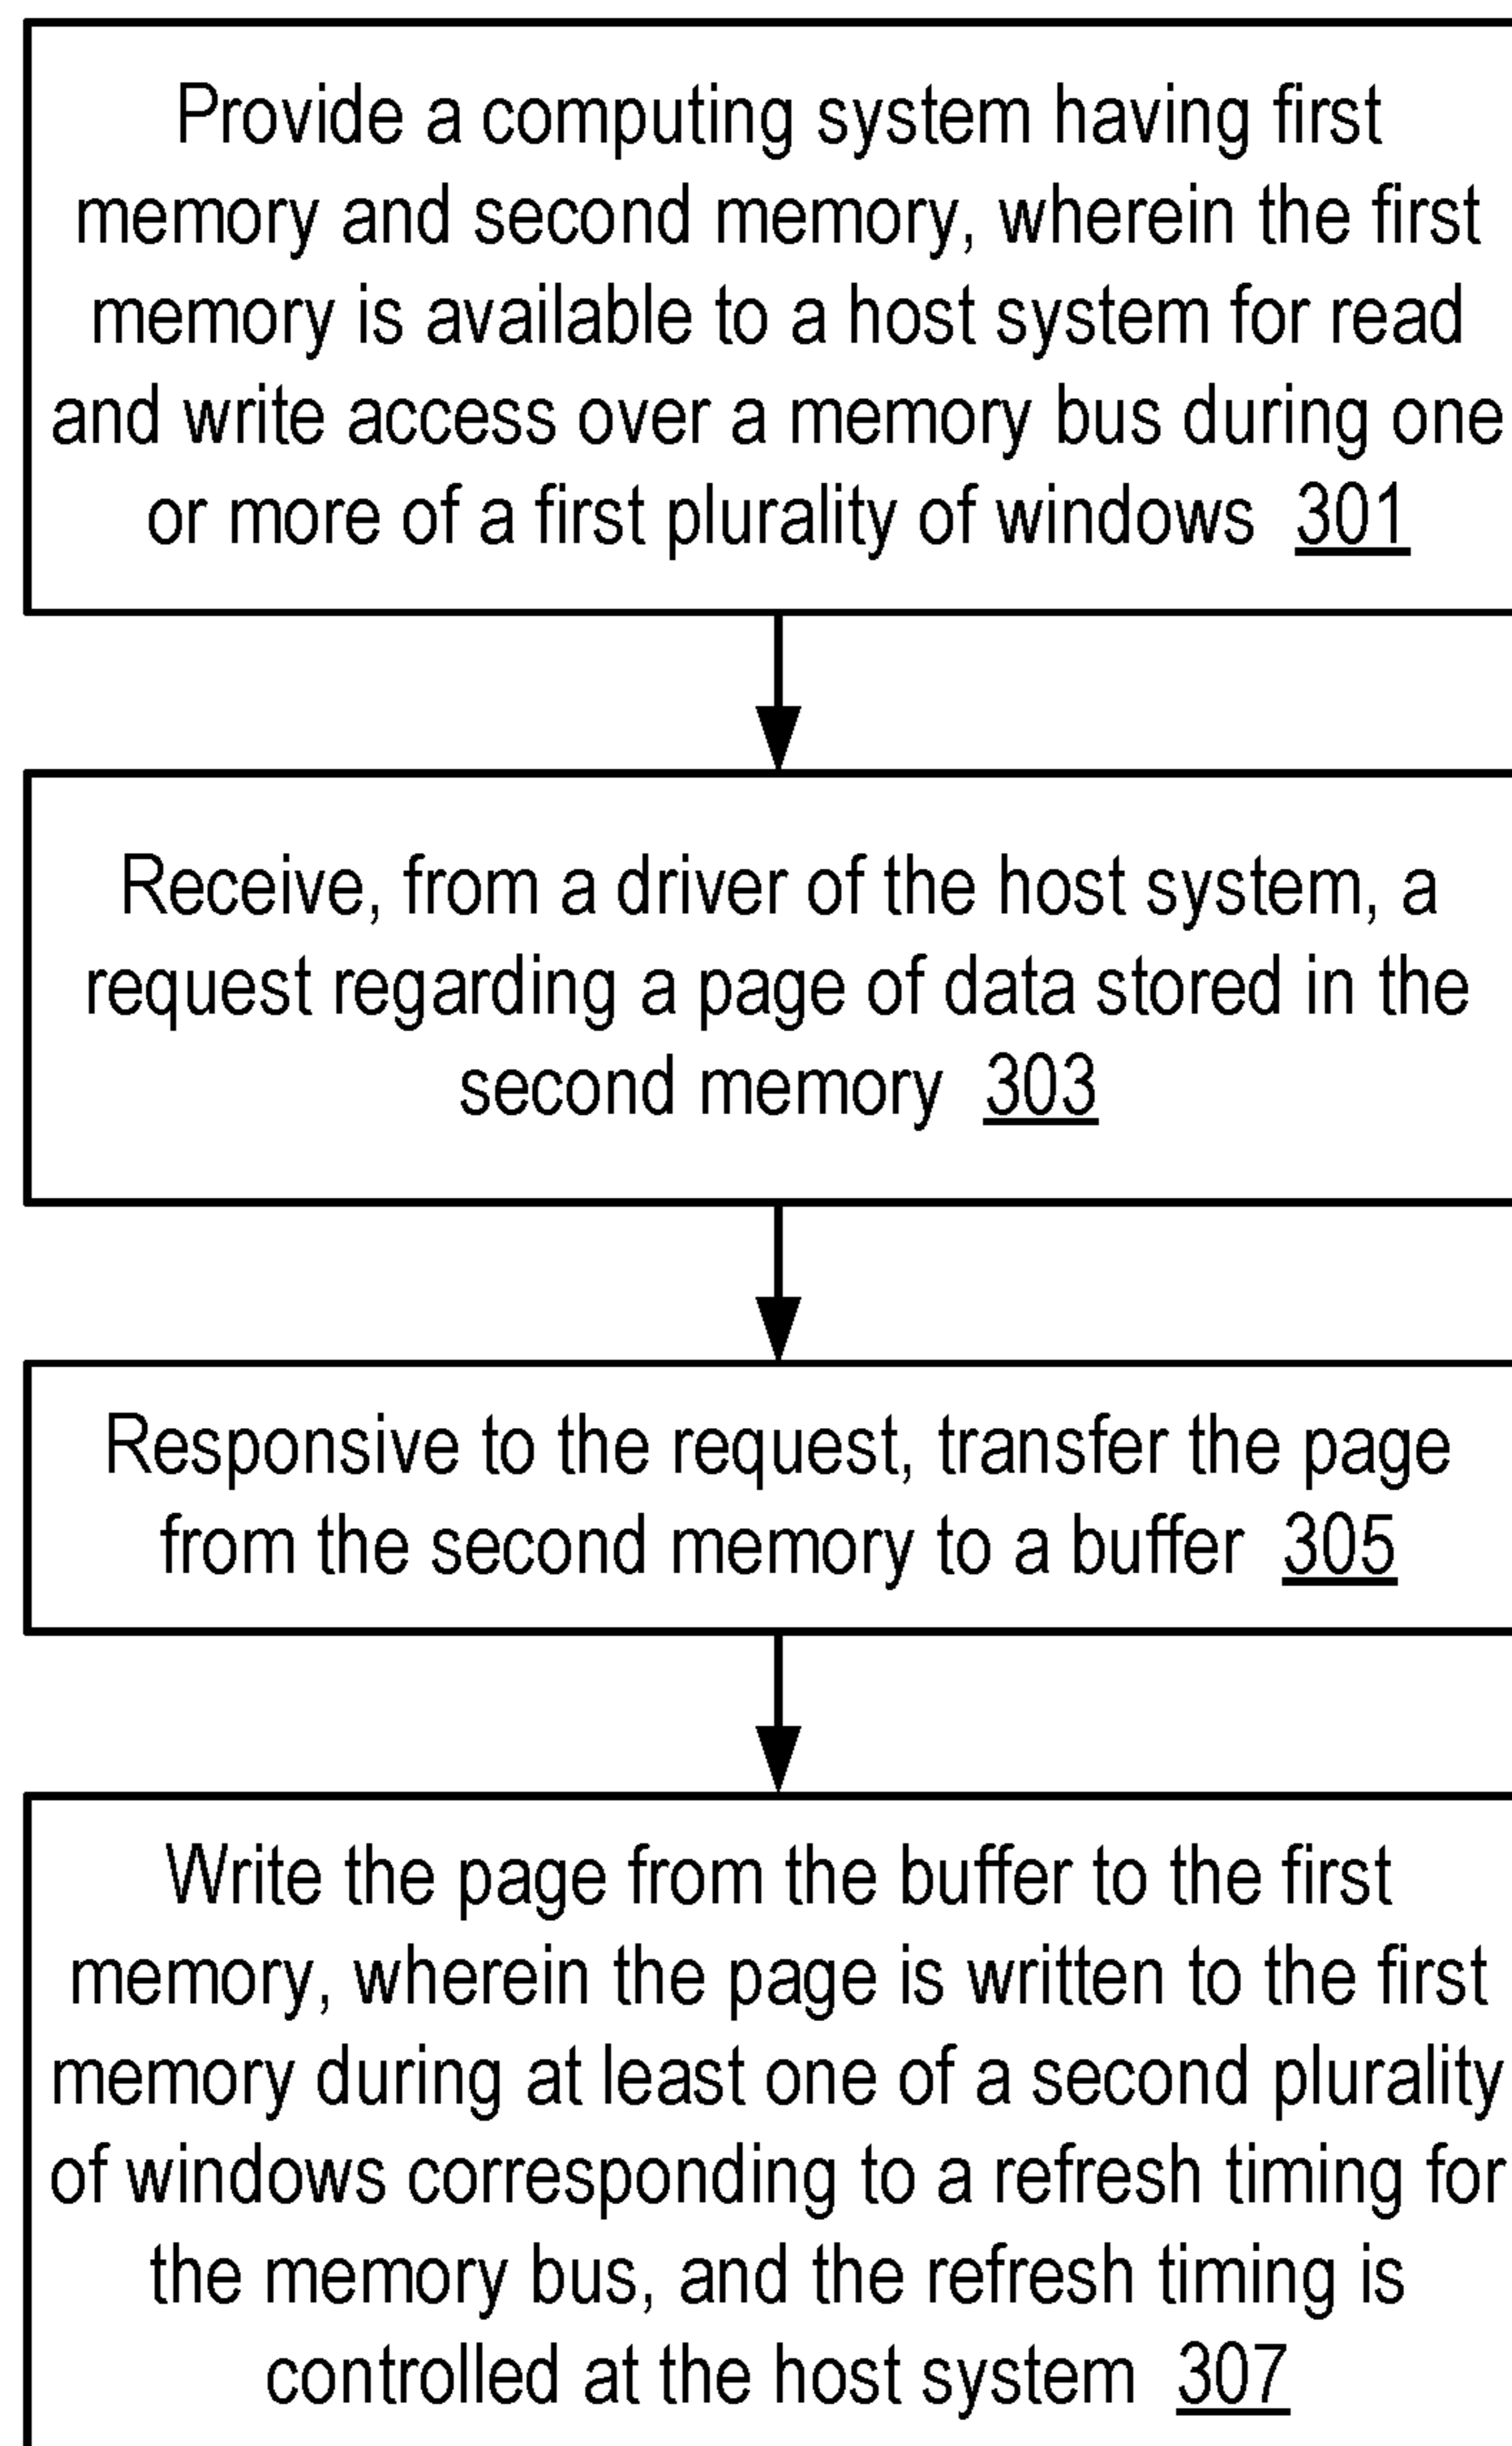 Provide a computing system having first
memory and second memory, wherein the first
memory is available to a host system for read
and write access over a memory bus during one
or more of a first plurality of windows 301
Receive, from a driver of the host system, a
request regarding a page of data stored in the
second memory 303
Responsive to the request, transfer the page
from the second memory to a buffer 305
Write the page from the buffer to the first
memory, wherein the page is written to the first
memory during at least one of a second plurality
of windows corresponding to a refresh timing for
the memory bus, and the refresh timing is
controlled at the host system 307